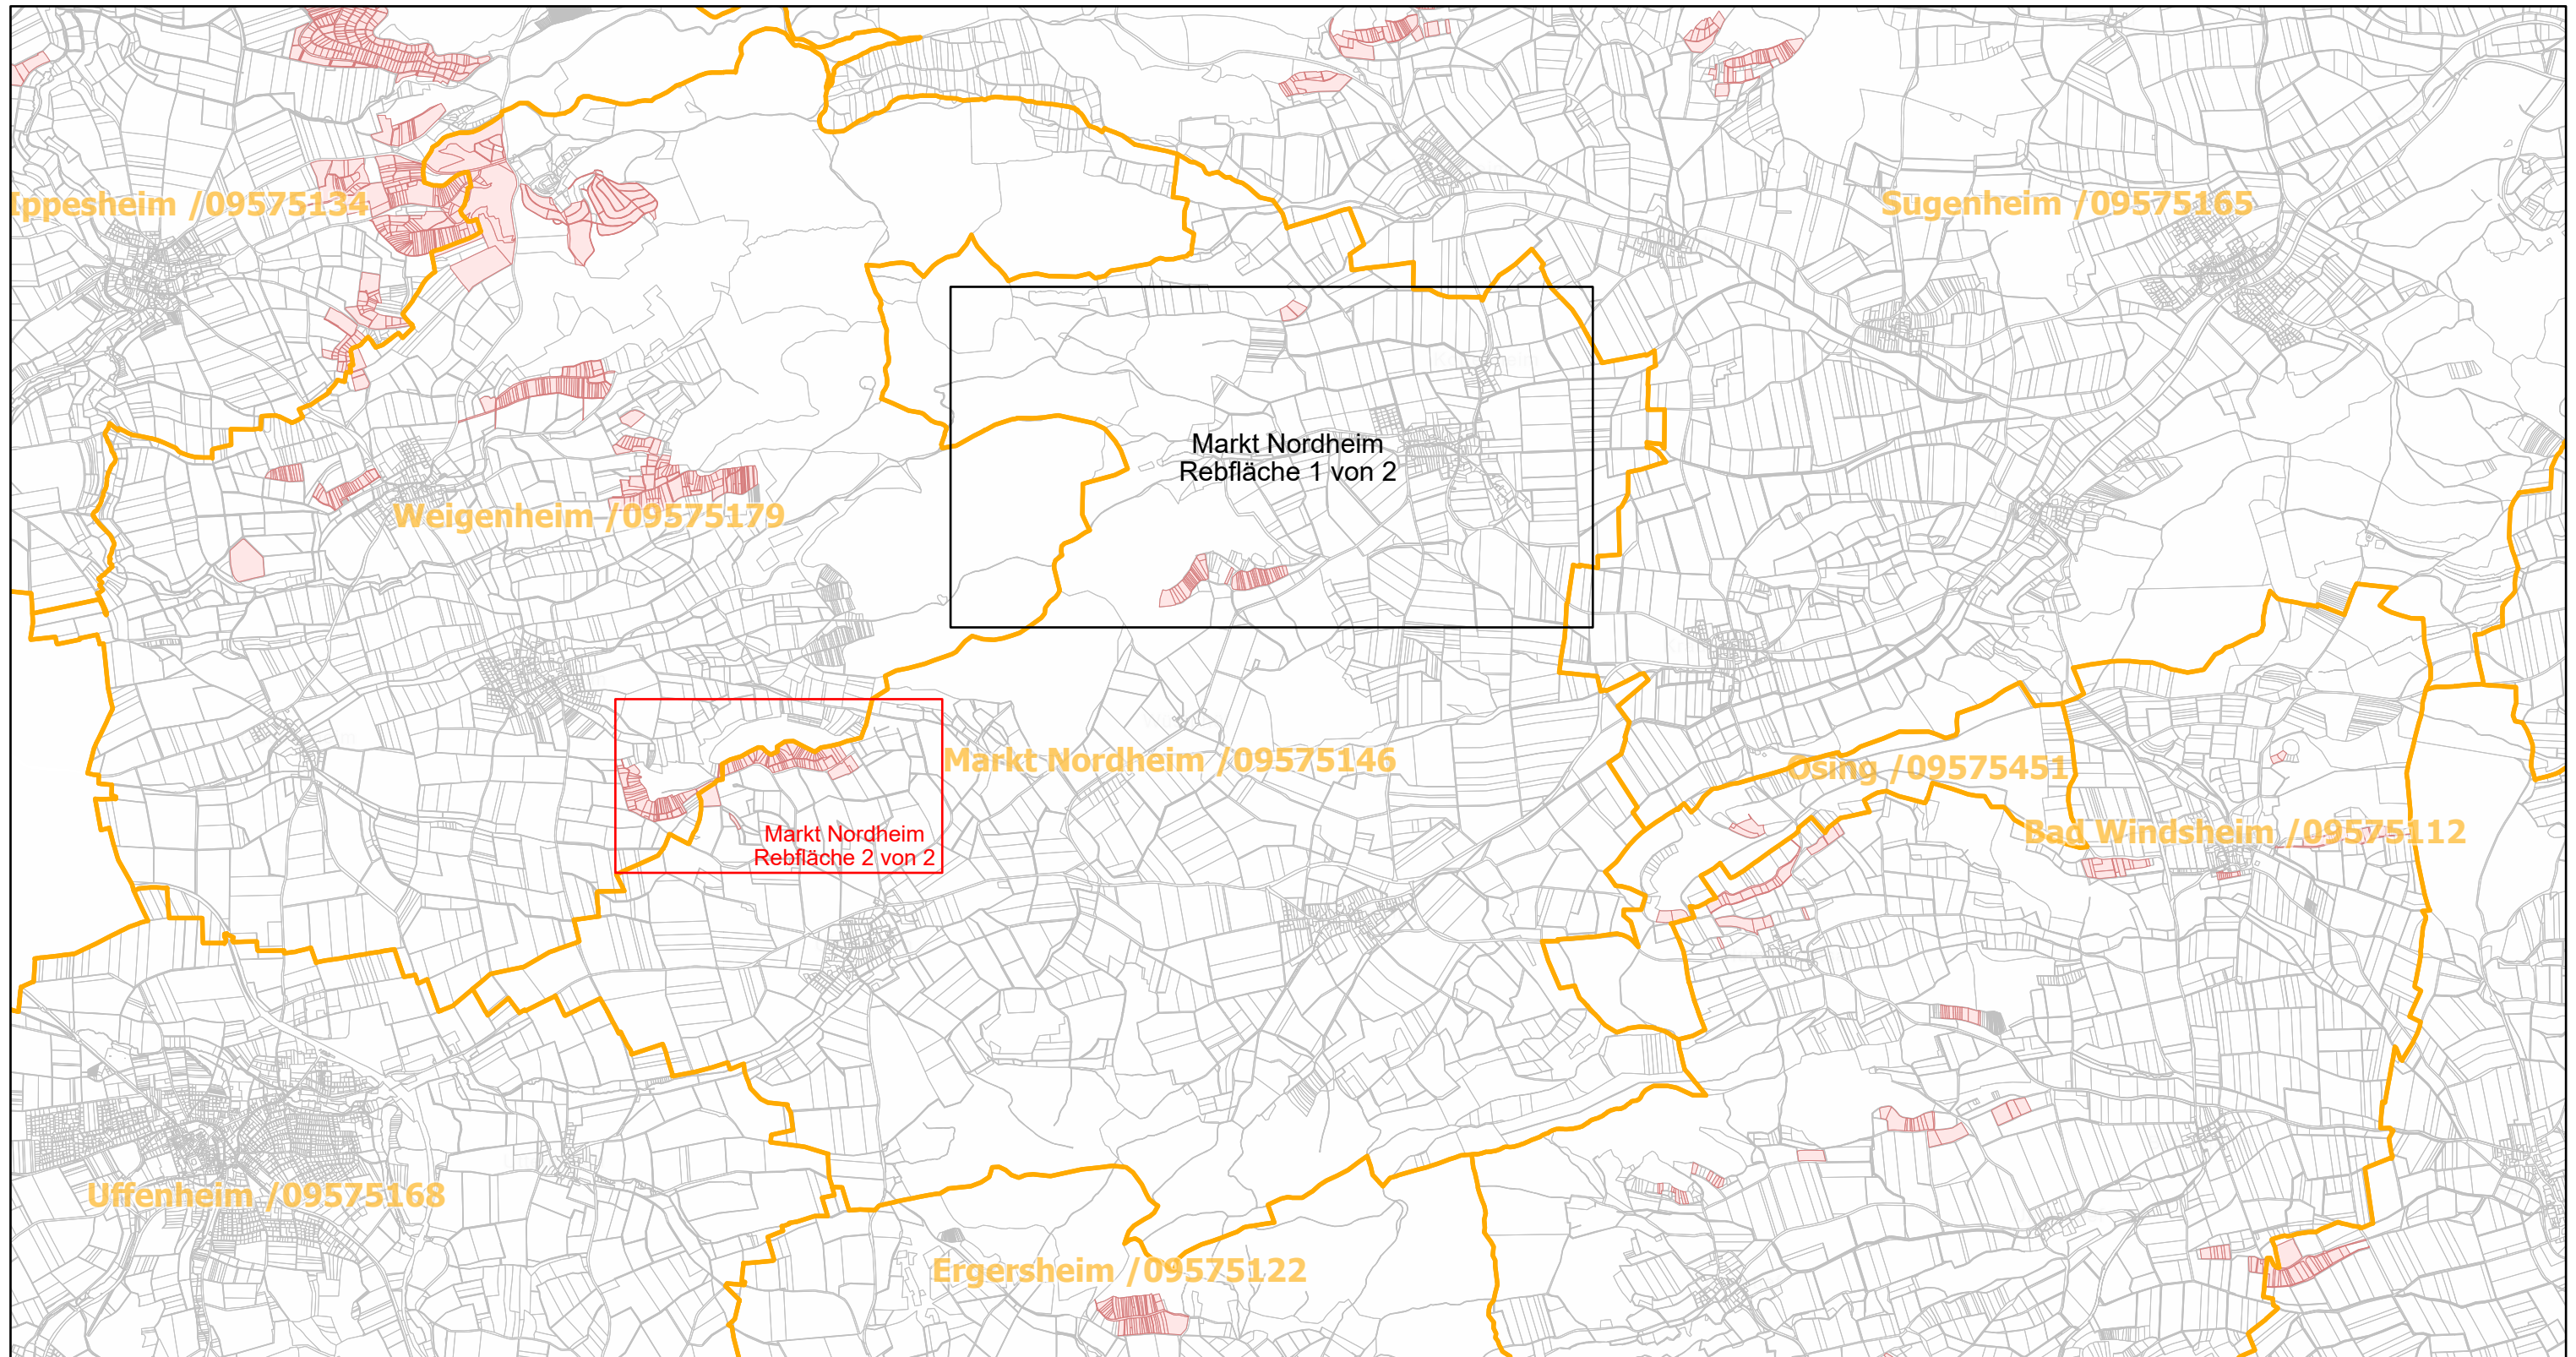 Ippesheim /09575134
Sugenheim /09575165
Markt Nordheim
Rebfläche 1 von 2
Weigenheim /09575179
Markt Nordheim /09575146
Osing /09575451
Markt Nordheim
Rebfläche 2 von 2
Bad Windsheim /09575112
Uffenheim /09575168
Ergersheim /09575122